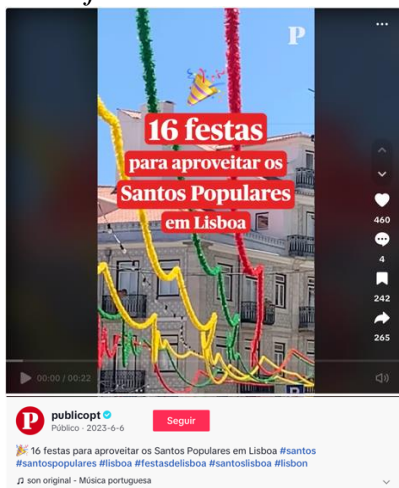 P
16 festas
para aproveitar os
Santos Populares
em Lisboa
460
4
242
265
00:00 / 00:22
P
publicopt
Público · 2023-6-6
Seguir
🎉 16 festas para aproveitar os Santos Populares em Lisboa #santos
#santospopulares #lisboa #festasdelisboa #santoslisboa #lisbon
♫ son original - Música portuguesa